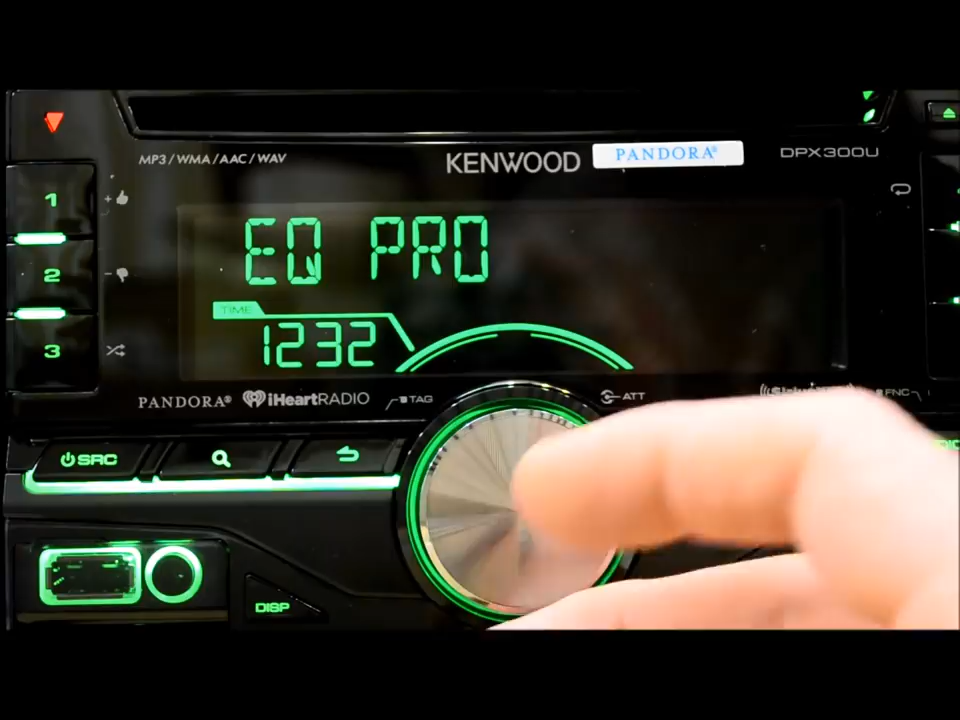 MP3/WMA/AAC/WAV
KENWOOD
PANDORA®
DPX300U
1
+
2
-
3
EQ PRO
TIME
1232
PANDORA®
iHeartRADIO
TAG
ATT
FNC
SRC
DISP